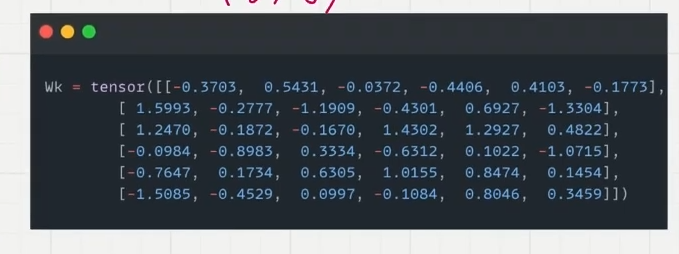 Wk = tensor([[-0.3703, 0.5431, -0.0372, -0.4406, 0.4103, -0.1773],
[ 1.5993, -0.2777, -1.1909, -0.4301, 0.6927, -1.3304],
[ 1.2470, -0.1872, -0.1670, 1.4302, 1.2927, 0.4822],
[-0.0984, -0.8983, 0.3334, -0.6312, 0.1022, -1.0715],
[-0.7647, 0.1734, 0.6305, 1.0155, 0.8474, 0.1454],
[-1.5085, -0.4529, 0.0997, -0.1084, 0.8046, 0.3459]])